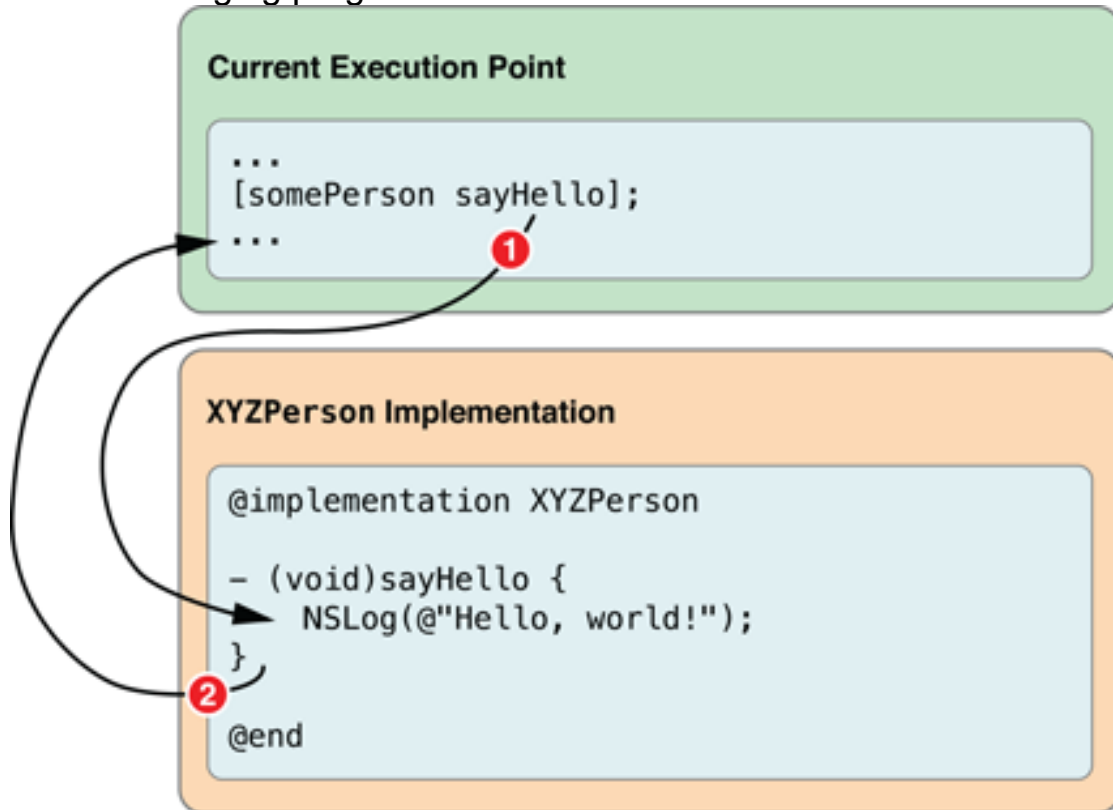 Current Execution Point
...
[somePerson sayHello];
...
1
XYZPerson Implementation
@implementation XYZPerson
- (void)sayHello {
NSLog(@"Hello, world!");
}
2
@end